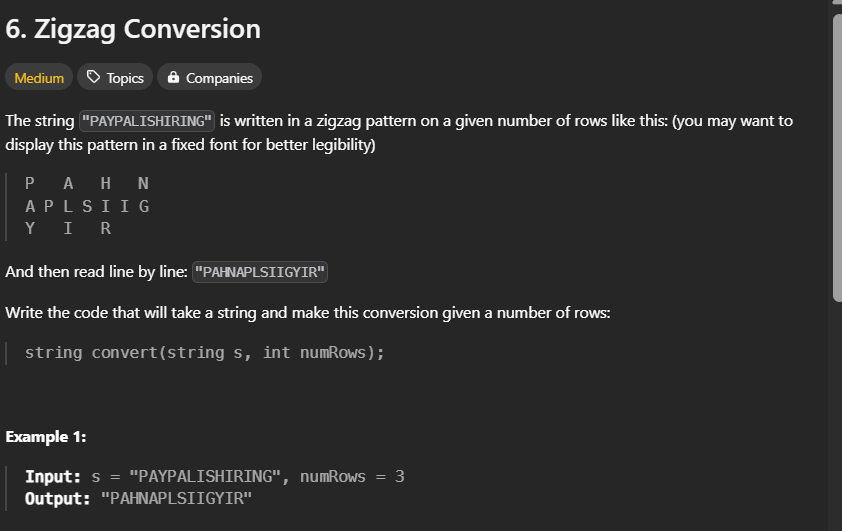 6. Zigzag Conversion
Medium Topics Companies
The string "PAYPALISHIRING" is written in a zigzag pattern on a given number of rows like this: (you may want to
display this pattern in a fixed font for better legibility)
P   A   H   N
A P L S I I G
Y   I   R
And then read line by line: "PAHNAPLSIIGYIR"
Write the code that will take a string and make this conversion given a number of rows:
string convert(string s, int numRows);
Example 1:
Input: s = "PAYPALISHIRING", numRows = 3
Output: "PAHNAPLSIIGYIR"